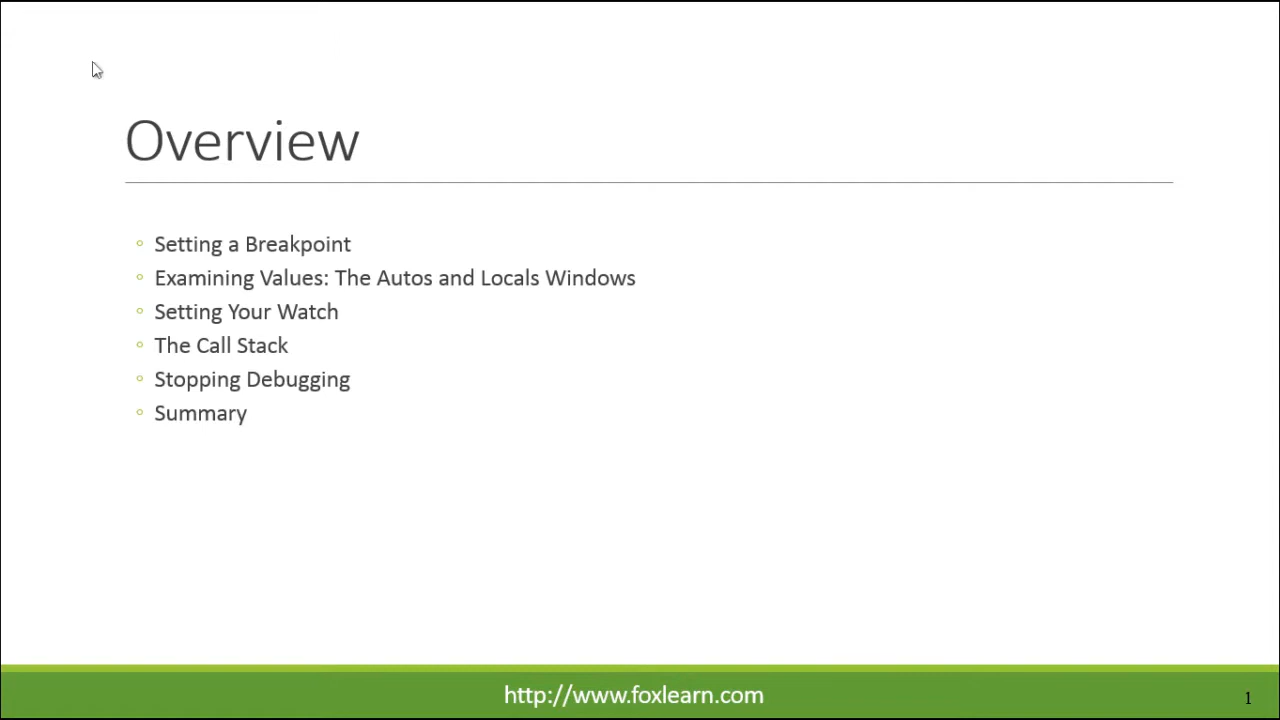 Overview
Setting a Breakpoint
Examining Values: The Autos and Locals Windows
Setting Your Watch
The Call Stack
Stopping Debugging
Summary
http://www.foxlearn.com
1